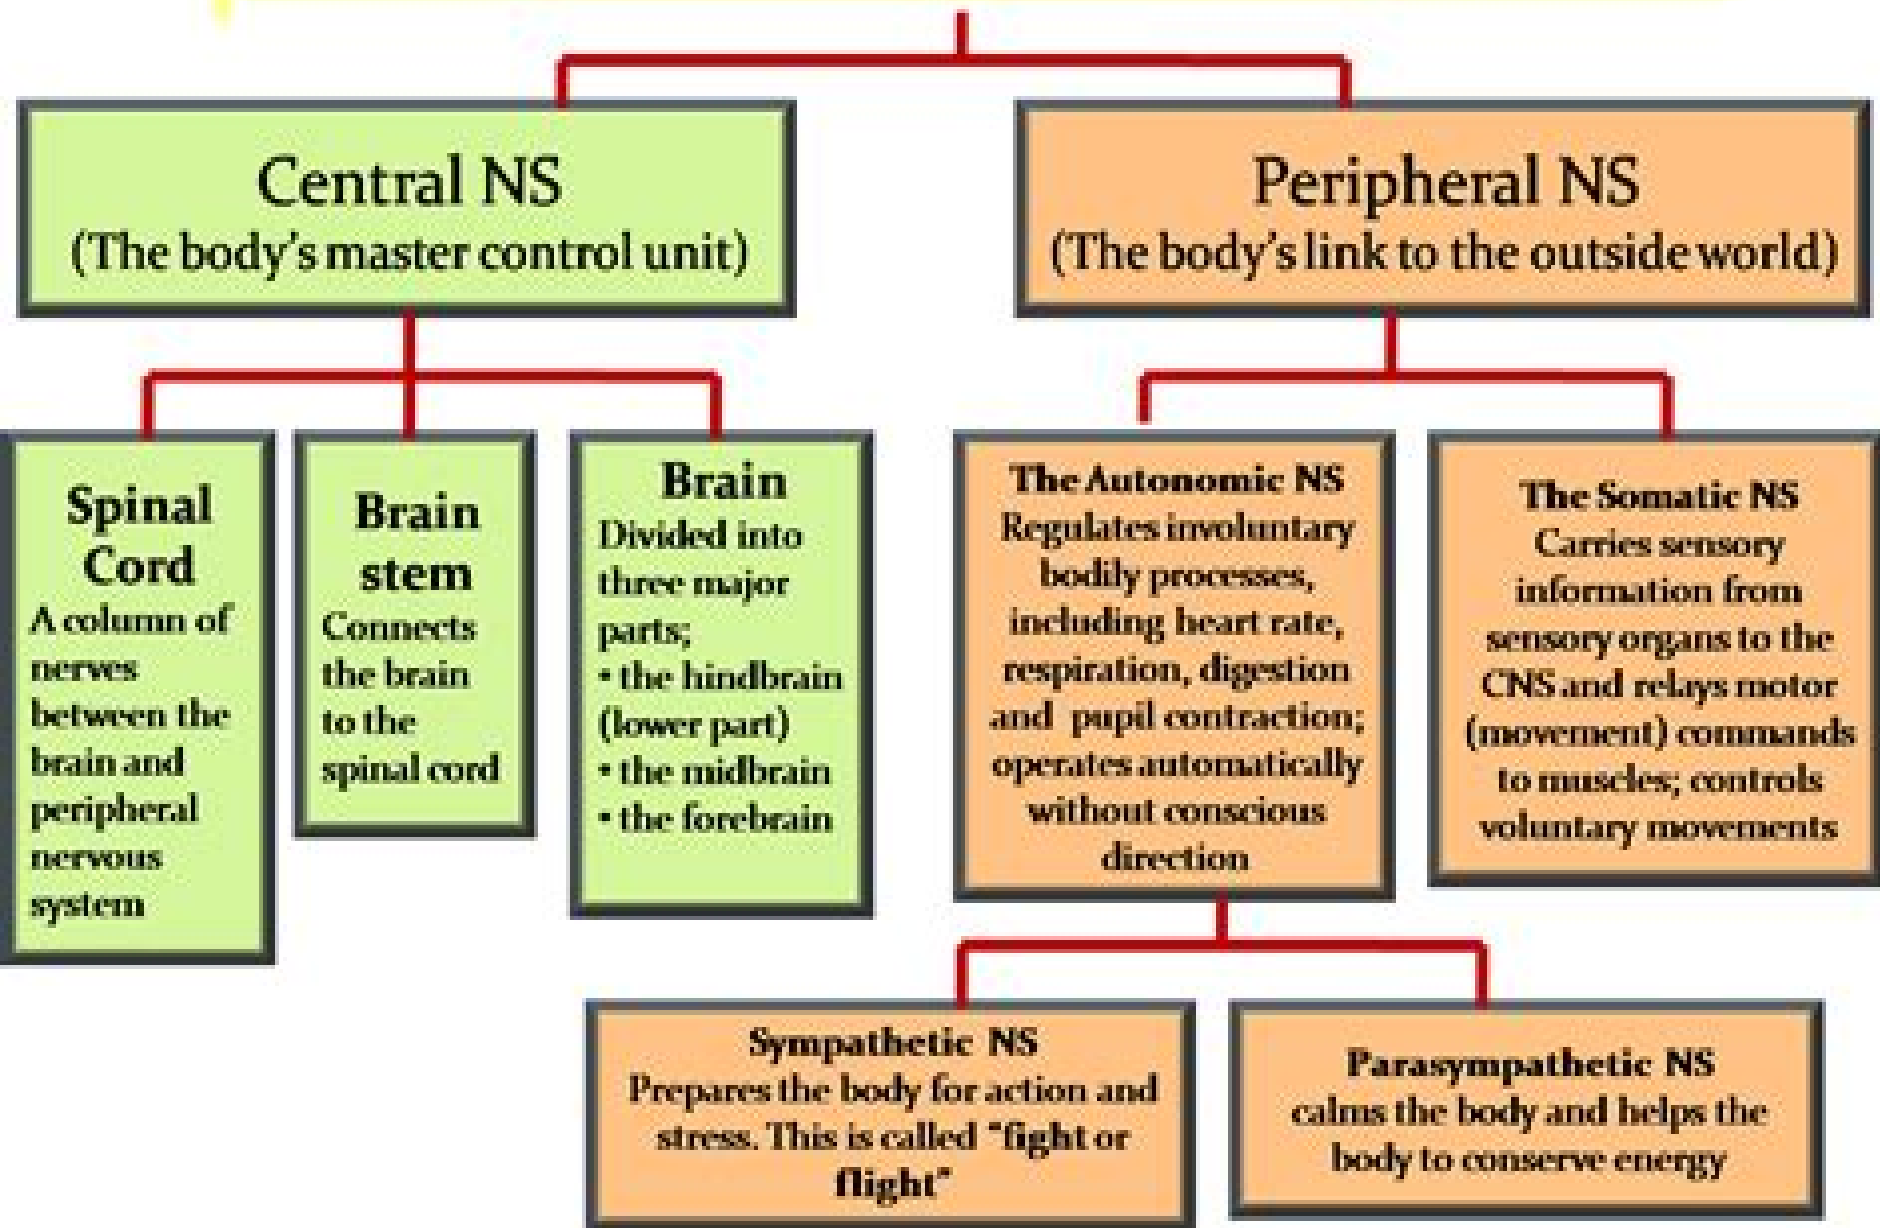 Central NS
(The body's master control unit)
Peripheral NS
(The body's link to the outside world)
Spinal
Cord
A column of
nerves
between the
brain and
peripheral
nervous
system
Brain
stem
Connects
the brain
to the
spinal cord
Brain
Divided into
three major
parts;
• the hindbrain
(lower part)
• the midbrain
• the forebrain
The Autonomic NS
Regulates involuntary
bodily processes,
including heart rate,
respiration, digestion
and pupil contraction;
operates automatically
without conscious
direction
The Somatic NS
Carries sensory
information from
sensory organs to the
CNS and relays motor
(movement) commands
to muscles; controls
voluntary movements
Sympathetic NS
Prepares the body for action and
stress. This is called "fight or
flight"
Parasympathetic NS
calms the body and helps the
body to conserve energy